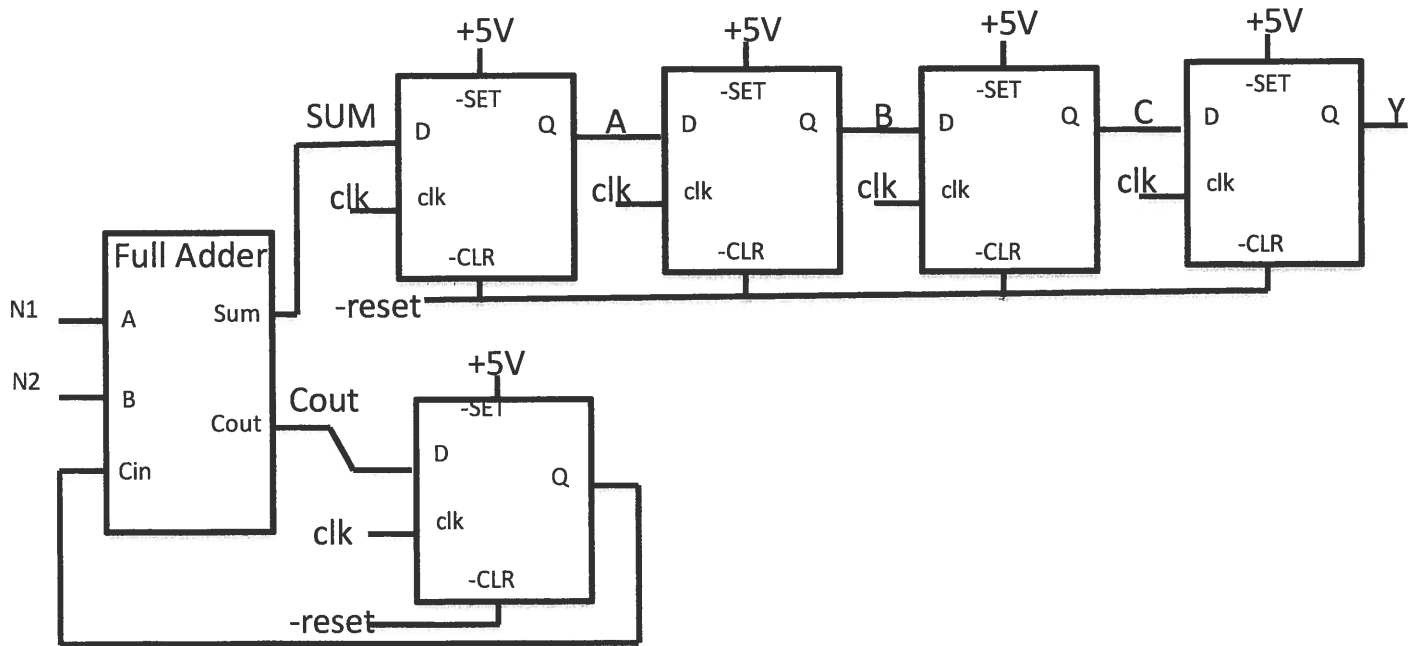 +5V +5V +5V +5V
-SET -SET -SET -SET
SUM D Q A D Q B D Q C D Q Y
clk clk clk clk clk clk clk clk
-CLR -CLR -CLR -CLR
-reset
Full Adder
N1 A Sum
N2 B
Cout Cout
Cin
+5V
-SET
D
Q
clk clk
-CLR
-reset